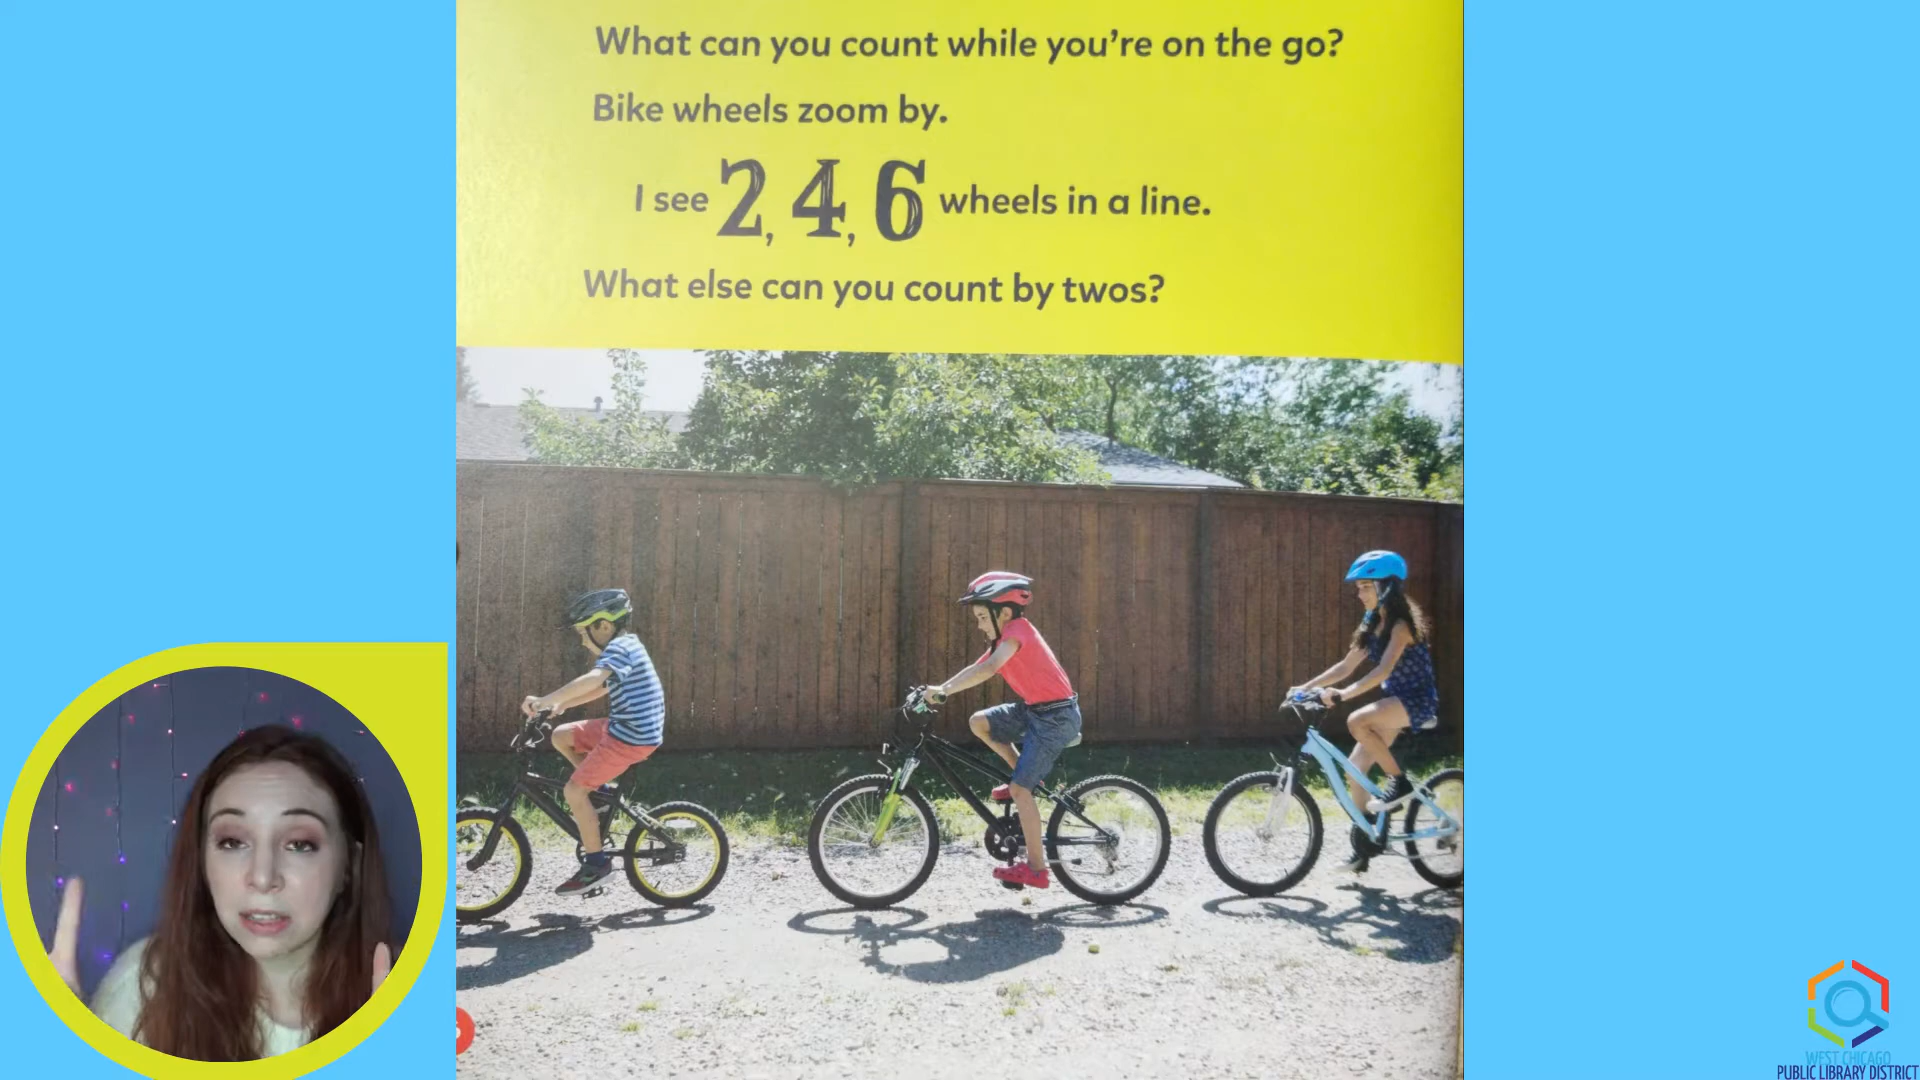 What can you count while you're on the go?
Bike wheels zoom by.
I see 2, 4, 6 wheels in a line.
What else can you count by twos?
WEST CHICAGO
PUBLIC LIBRARY DISTRICT